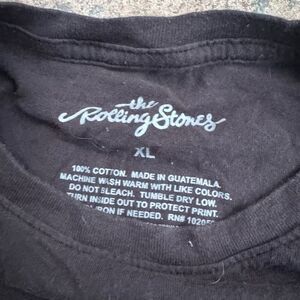 the
Rolling Stones
XL
100% COTTON. MADE IN GUATEMALA.
MACHINE WASH WARM WITH LIKE COLORS.
DO NOT BLEACH. TUMBLE DRY LOW.
TURN INSIDE OUT TO PROTECT PRINT.
IRON IF NEEDED. RN#